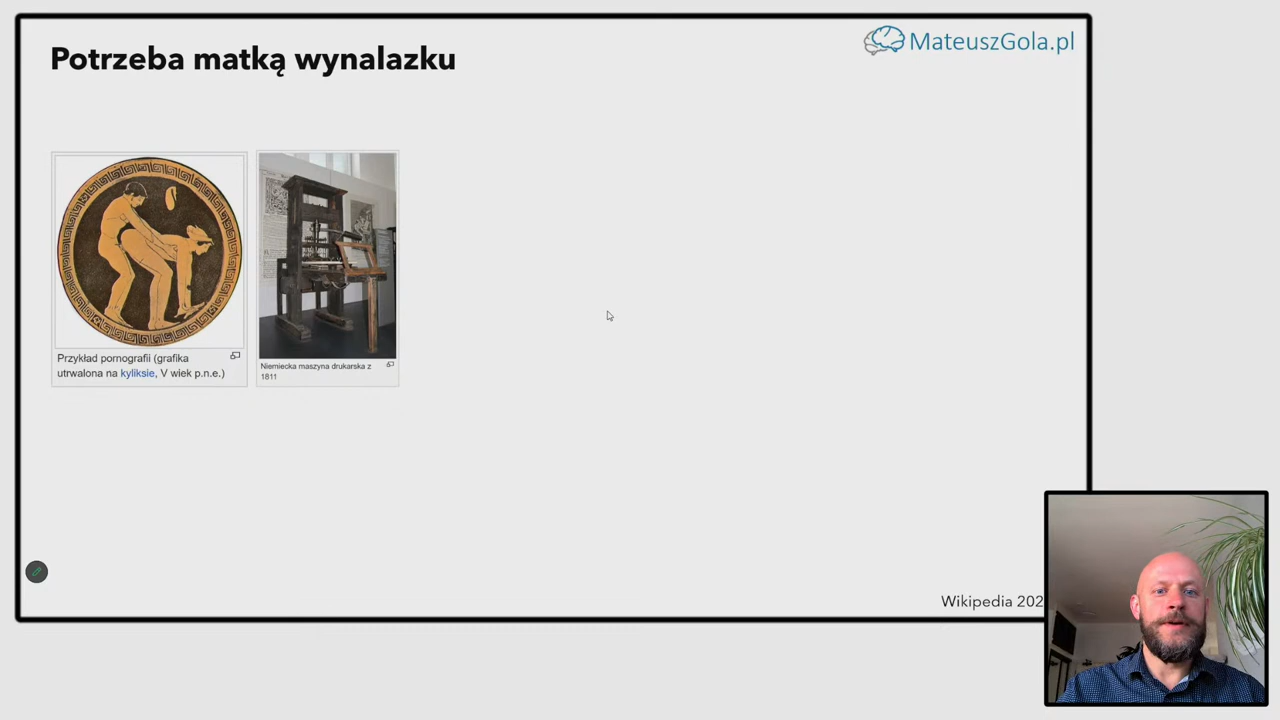 Potrzeba matką wynalazku
MateuszGola.pl
Przykład pornografii (grafika
utrwalona na kyliksie, V wiek p.n.e.)
Niemiecka maszyna drukarska z
1811
Wikipedia 202